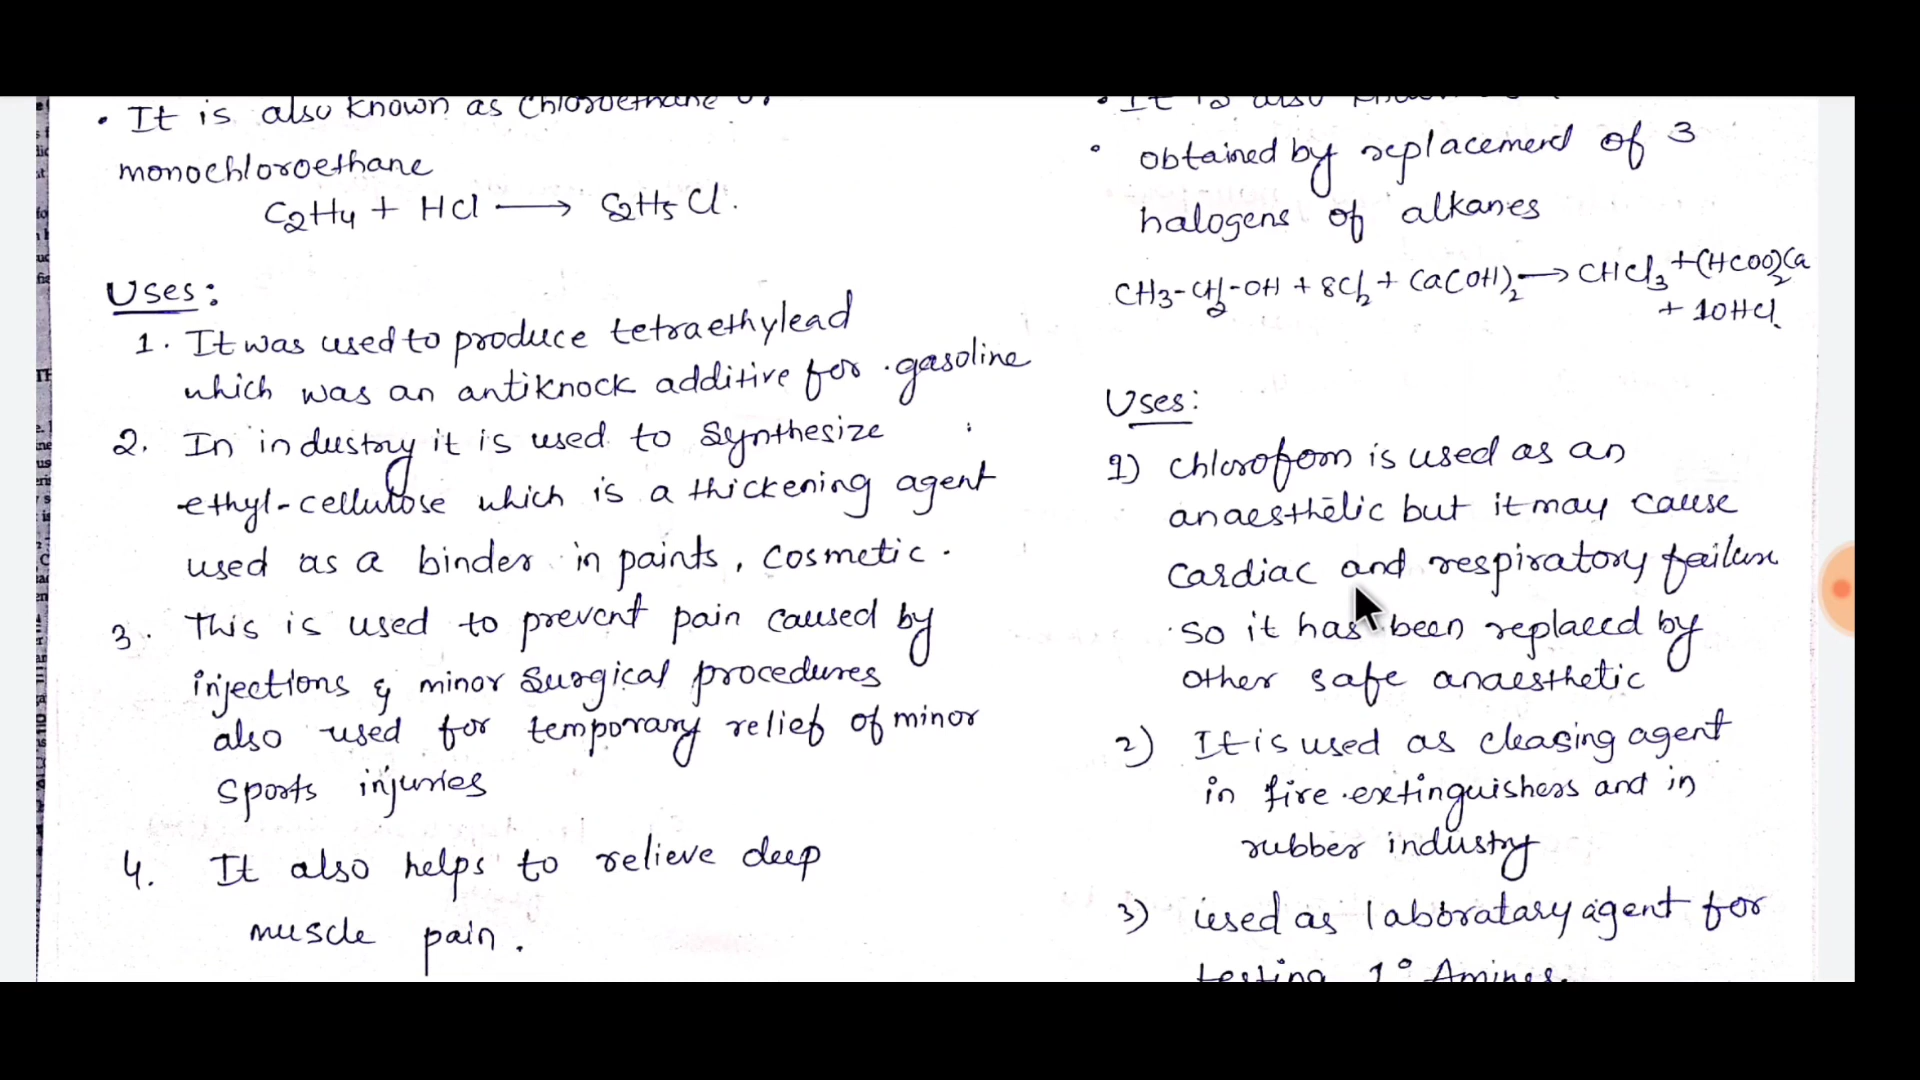 • It is also known as Chloroethane or
monochloroethane
C2H4 + HCl ⟶ C2H5Cl.
Uses:
1. It was used to produce tetraethylead
which was an antiknock additive for gasoline
2. In industry it is used to synthesize
ethyl-cellulose which is a thickening agent
used as a binder in paints, cosmetic.
3. This is used to prevent pain caused by
injections & minor surgical procedures
also used for temporary relief of minor
sports injuries
4. It also helps to relieve deep
muscle pain.
• It is also
• obtained by replacement of 3
halogens of alkanes
CH3-CH2-OH + 8Cl2 + Ca(OH)2 ⟶ CHCl3 + (HCOO)2Ca
+ 10HCl
Uses:
1) Chlorofom is used as an
anaesthetic but it may cause
cardiac and respiratory failure
so it has been replaced by
other safe anaesthetic
2) It is used as cleasing agent
in fire extinguishers and in
rubber industry
3) used as labbratary agent for
testing 1° Amines.